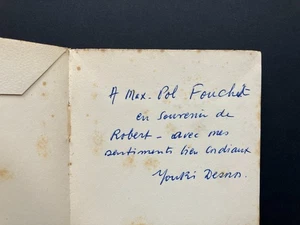 A Max-Pol Fouchet
en souvenir de
Robert - avec mes
sentiments bien cordiaux
Youki Desnos.